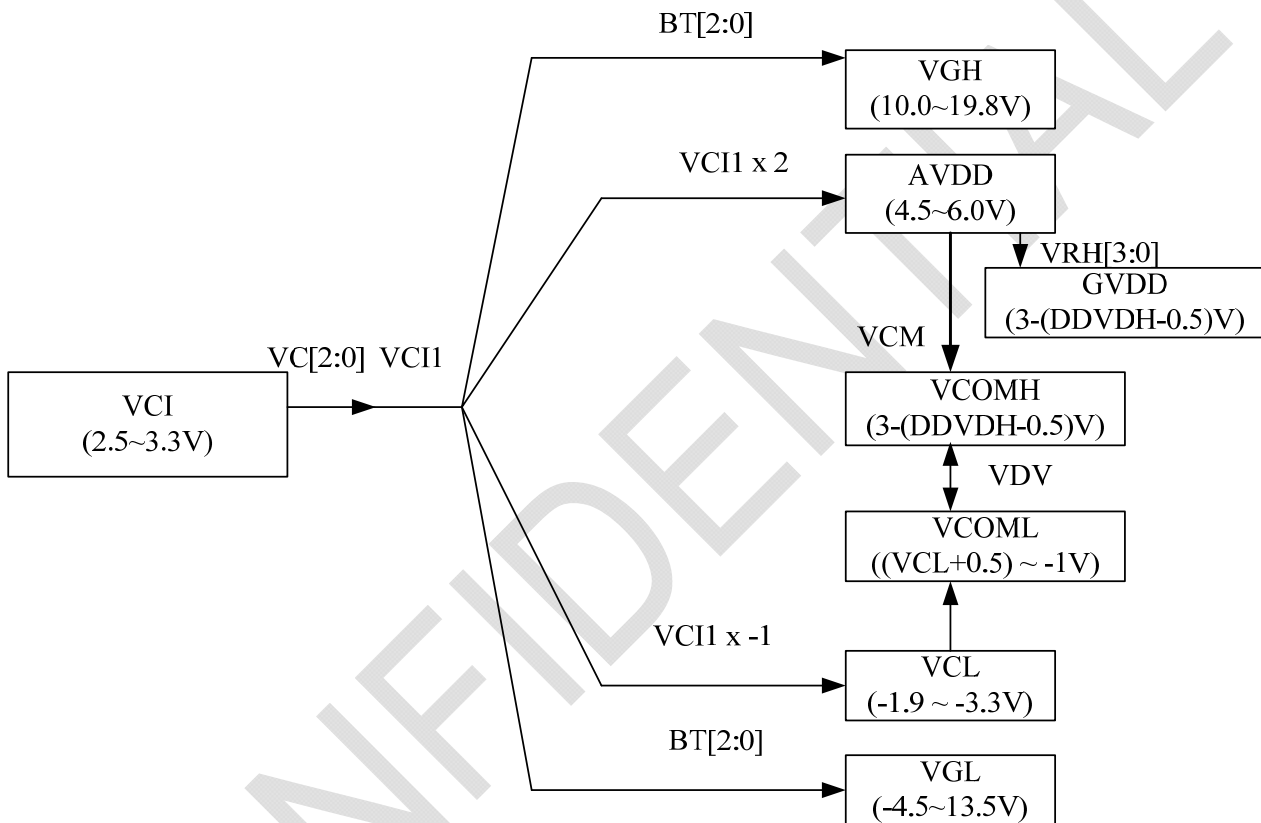 BT[2:0]
VGH
(10.0~19.8V)
VCI1 x 2
AVDD
(4.5~6.0V)
VRH[3:0]
GVDD
(3-(DDVDH-0.5)V)
VCM
VC[2:0] VCI1
VCI
(2.5~3.3V)
VCOMH
(3-(DDVDH-0.5)V)
VDV
VCOML
((VCL+0.5) ~ -1V)
VCI1 x -1
VCL
(-1.9 ~ -3.3V)
BT[2:0]
VGL
(-4.5~13.5V)
NFIDENTIAL